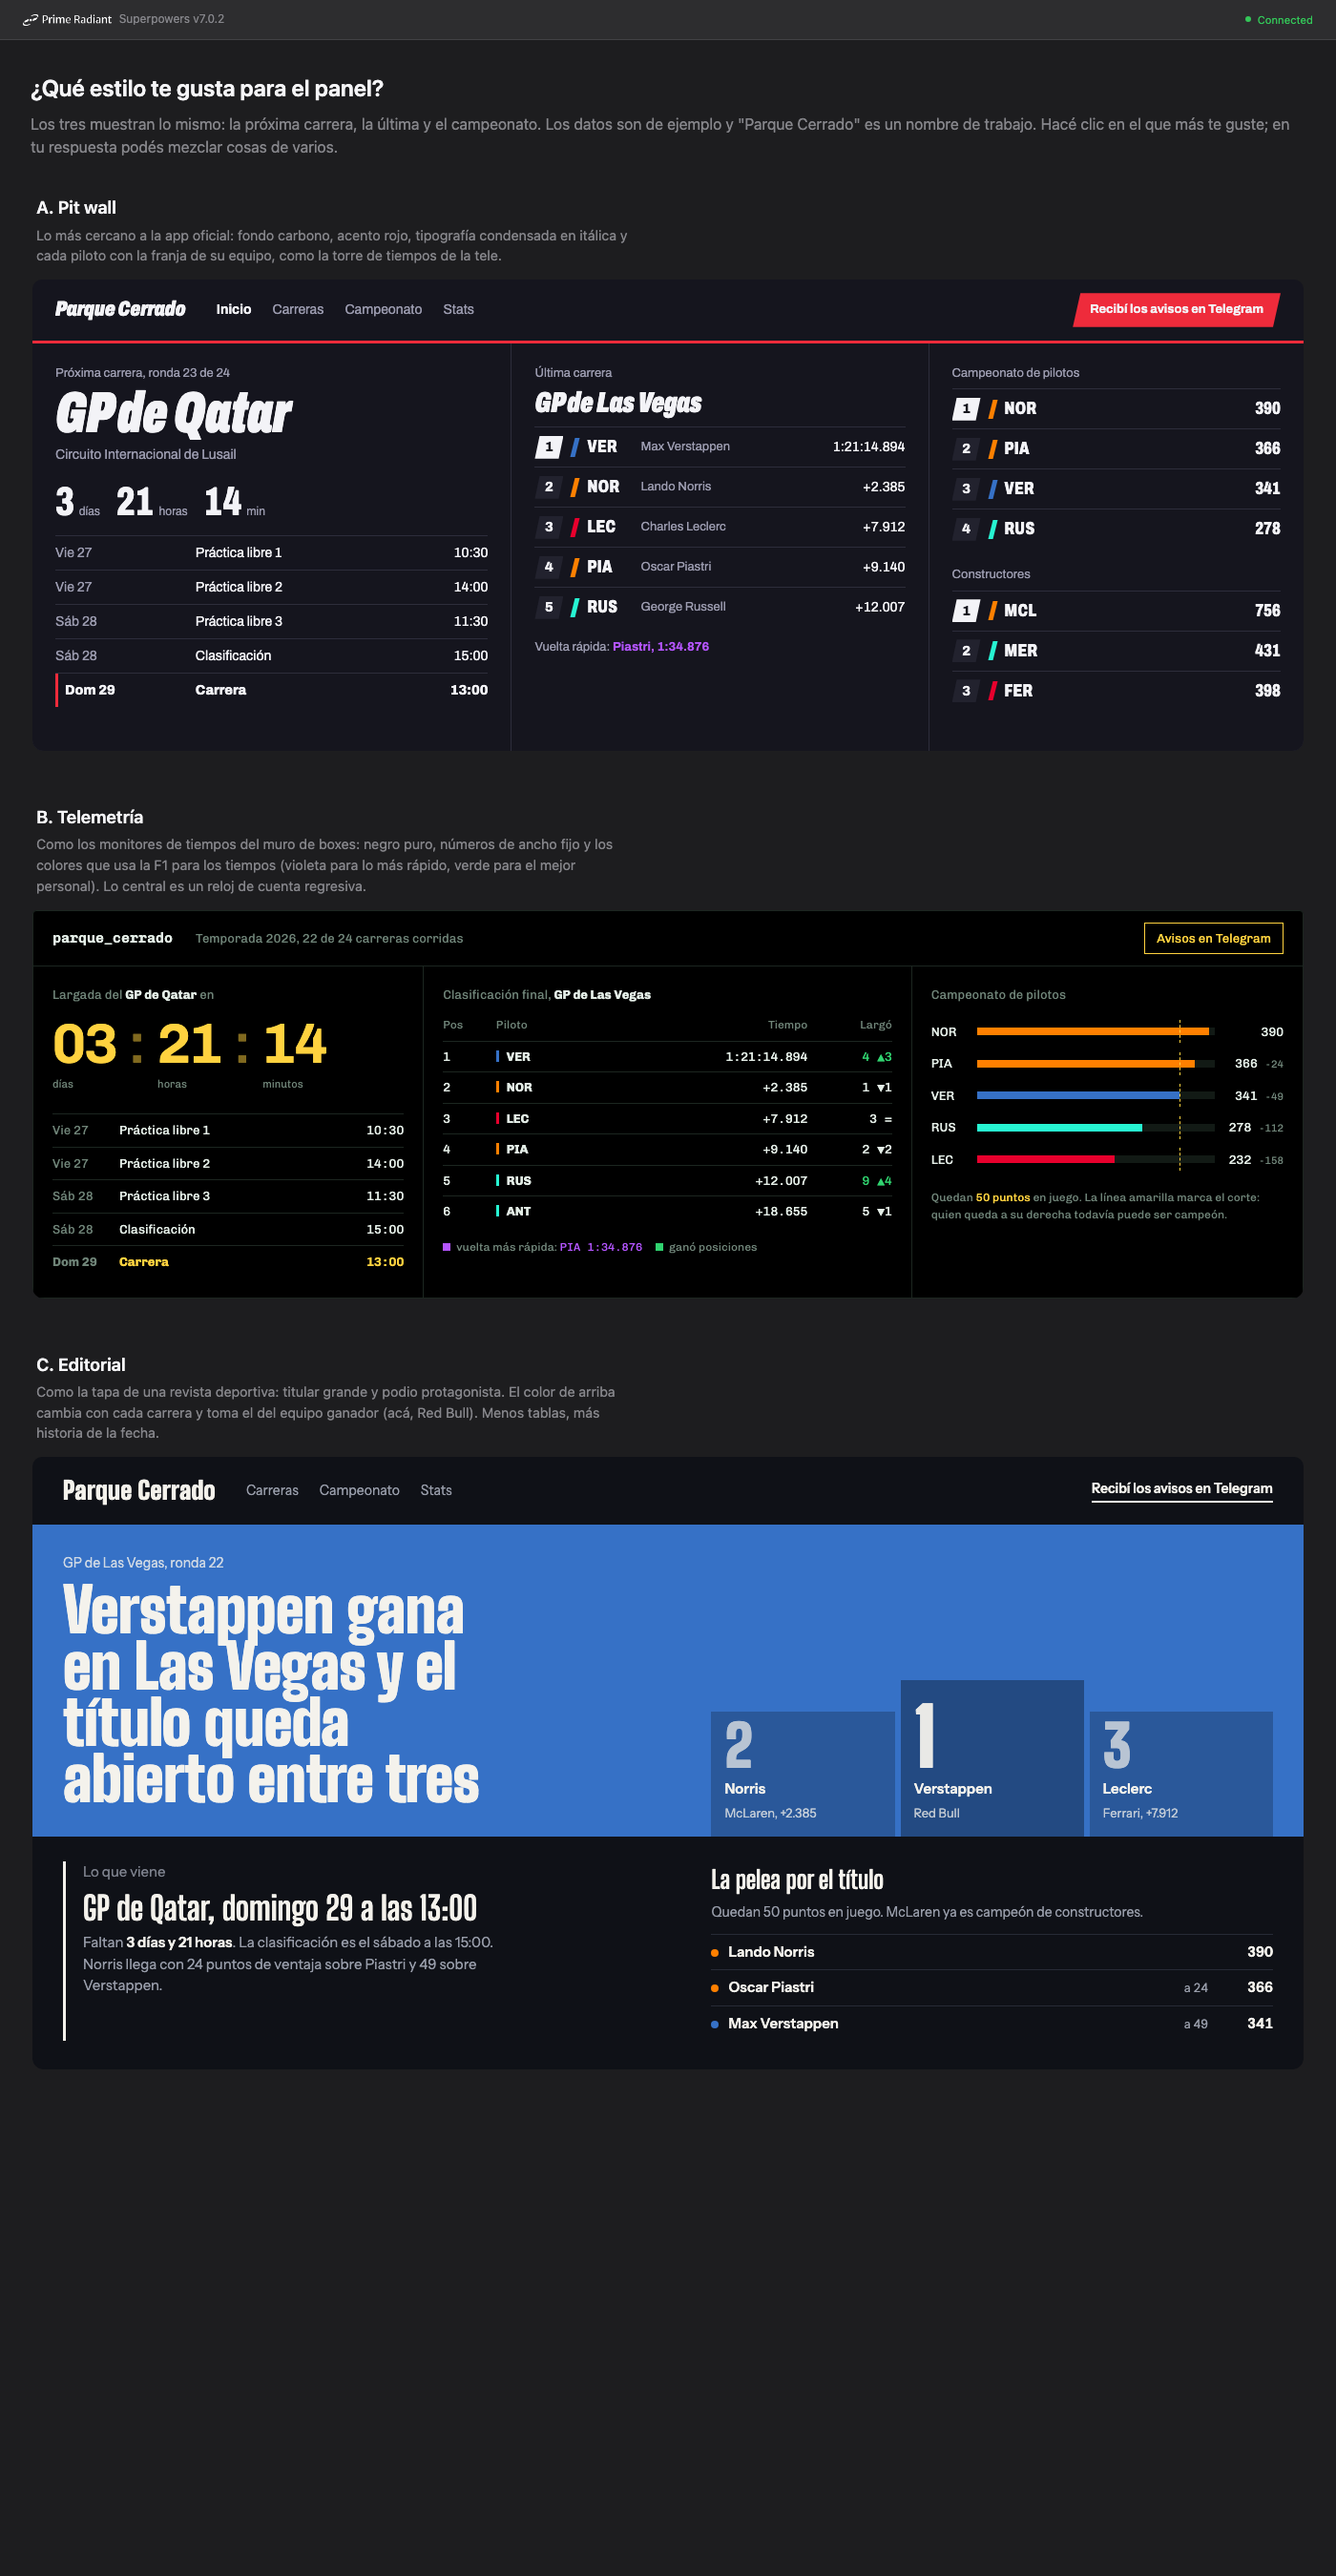 Prime Radiant Superpowers v7.0.2
Connected
¿Qué estilo te gusta para el panel?
Los tres muestran lo mismo: la próxima carrera, la última y el campeonato. Los datos son de ejemplo y "Parque Cerrado" es un nombre de trabajo. Hacé clic en el que más te guste; en
tu respuesta podés mezclar cosas de varios.
A. Pit wall
Lo más cercano a la app oficial: fondo carbono, acento rojo, tipografía condensada en itálica y
cada piloto con la franja de su equipo, como la torre de tiempos de la tele.
Parque Cerrado Inicio Carreras Campeonato Stats Recibí los avisos en Telegram
Próxima carrera, ronda 23 de 24
GP de Qatar
Circuito Internacional de Lusail
3 días 21 horas 14 min
Vie 27 Práctica libre 1 10:30
Vie 27 Práctica libre 2 14:00
Sáb 28 Práctica libre 3 11:30
Sáb 28 Clasificación 15:00
Dom 29 Carrera 13:00
Última carrera
GP de Las Vegas
1 VER Max Verstappen 1:21:14.894
2 NOR Lando Norris +2.385
3 LEC Charles Leclerc +7.912
4 PIA Oscar Piastri +9.140
5 RUS George Russell +12.007
Vuelta rápida: Piastri, 1:34.876
Campeonato de pilotos
1 NOR 390
2 PIA 366
3 VER 341
4 RUS 278
Constructores
1 MCL 756
2 MER 431
3 FER 398
B. Telemetría
Como los monitores de tiempos del muro de boxes: negro puro, números de ancho fijo y los
colores que usa la F1 para los tiempos (violeta para lo más rápido, verde para el mejor
personal). Lo central es un reloj de cuenta regresiva.
parque_cerrado Temporada 2026, 22 de 24 carreras corridas Avisos en Telegram
Largada del GP de Qatar en
03 : 21 : 14
días horas minutos
Vie 27 Práctica libre 1 10:30
Vie 27 Práctica libre 2 14:00
Sáb 28 Práctica libre 3 11:30
Sáb 28 Clasificación 15:00
Dom 29 Carrera 13:00
Clasificación final, GP de Las Vegas
Pos Piloto Tiempo Largó
1 VER 1:21:14.894 4 ▲3
2 NOR +2.385 1 ▼1
3 LEC +7.912 3 =
4 PIA +9.140 2 ▼2
5 RUS +12.007 9 ▲4
6 ANT +18.655 5 ▼1
vuelta más rápida: PIA 1:34.876 ganó posiciones
Campeonato de pilotos
NOR 390
PIA 366 -24
VER 341 -49
RUS 278 -112
LEC 232 -158
Quedan 50 puntos en juego. La línea amarilla marca el corte:
quien queda a su derecha todavía puede ser campeón.
C. Editorial
Como la tapa de una revista deportiva: titular grande y podio protagonista. El color de arriba
cambia con cada carrera y toma el del equipo ganador (acá, Red Bull). Menos tablas, más
historia de la fecha.
Parque Cerrado Carreras Campeonato Stats Recibí los avisos en Telegram
GP de Las Vegas, ronda 22
Verstappen gana
en Las Vegas y el
título queda
abierto entre tres
2
Norris
McLaren, +2.385
1
Verstappen
Red Bull
3
Leclerc
Ferrari, +7.912
Lo que viene
GP de Qatar, domingo 29 a las 13:00
Faltan 3 días y 21 horas. La clasificación es el sábado a las 15:00.
Norris llega con 24 puntos de ventaja sobre Piastri y 49 sobre
Verstappen.
La pelea por el título
Quedan 50 puntos en juego. McLaren ya es campeón de constructores.
Lando Norris 390
Oscar Piastri a 24 366
Max Verstappen a 49 341